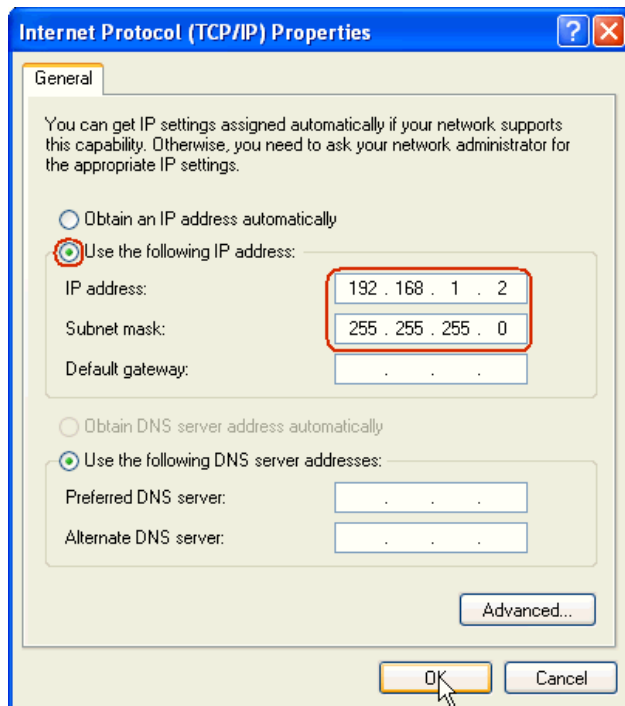 Internet Protocol (TCP/IP) Properties
General
You can get IP settings assigned automatically if your network supports
this capability. Otherwise, you need to ask your network administrator for
the appropriate IP settings.
Obtain an IP address automatically
Use the following IP address:
IP address: 192 . 168 . 1 . 2
Subnet mask: 255 . 255 . 255 . 0
Default gateway: . . .
Obtain DNS server address automatically
Use the following DNS server addresses:
Preferred DNS server: . . .
Alternate DNS server: . . .
Advanced...
OK Cancel